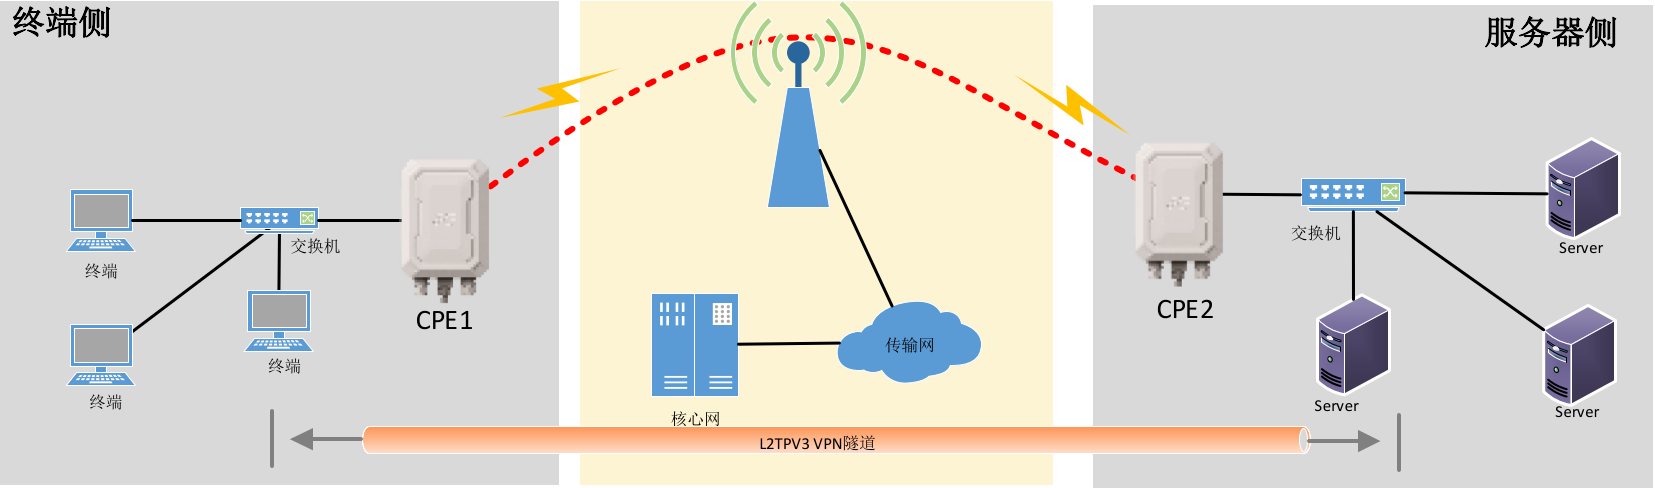 终端侧
服务器侧
终端
交换机
CPE1
终端
终端
核心网
传输网
CPE2
交换机
Server
Server
Server
L2TPV3 VPN隧道